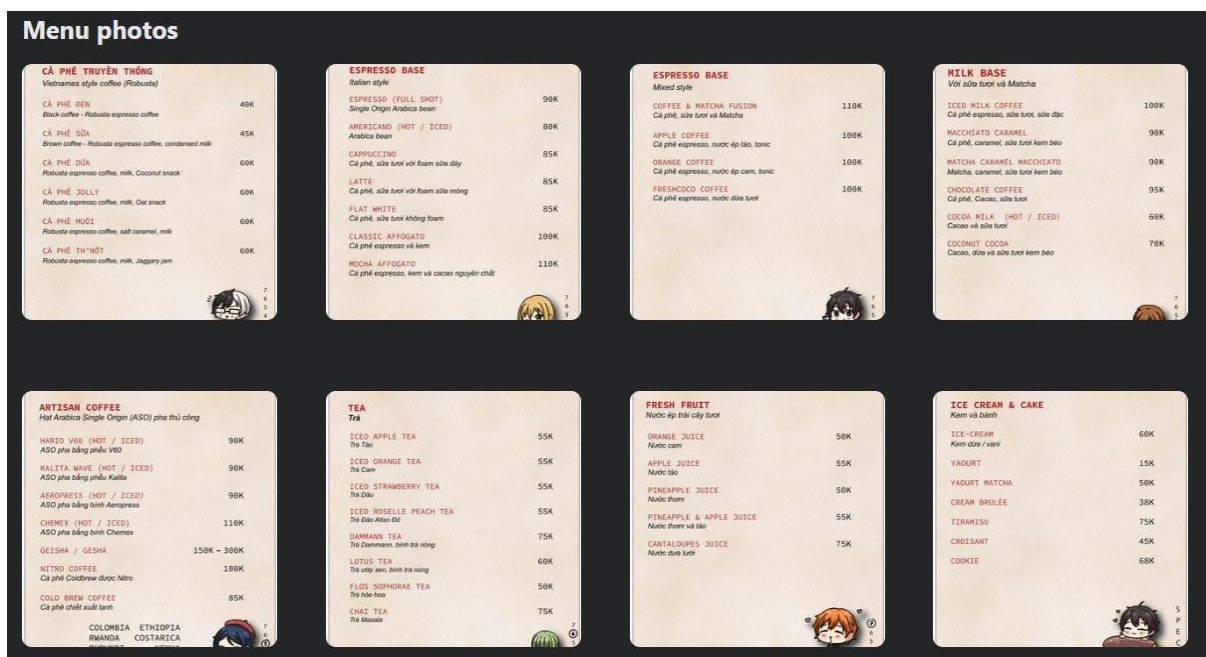 Menu photos
CÀ PHÊ TRUYỀN THỐNG
Vietnames style coffee (Robusta)
CÀ PHÊ ĐEN 40K
Black coffee - Robusta espresso coffee
CÀ PHÊ SỮA 45K
Brown coffee - Robusta espresso coffee, condensed milk
CÀ PHÊ DỪA 60K
Robusta espresso coffee, milk, Coconut snack
CÀ PHÊ JOLLY 60K
Robusta espresso coffee, milk, Oat snack
CÀ PHÊ MUỐI 60K
Robusta espresso coffee, salt caramel, milk
CÀ PHÊ TH'NỐT 60K
Robusta espresso coffee, milk, Jaggary jam
7
6
5
4
ESPRESSO BASE
Italian style
ESPRESSO (FULL SHOT) 90K
Single Origin Arabica bean
AMERICANO (HOT / ICED) 80K
Arabica bean
CAPPUCCINO 85K
Cà phê, sữa tươi với foam sữa dày
LATTE 85K
Cà phê, sữa tươi với foam sữa mỏng
FLAT WHITE 85K
Cà phê, sữa tươi không foam
CLASSIC AFFOGATO 100K
Cà phê espresso và kem
MOCHA AFFOGATO 110K
Cà phê espresso, kem và cacao nguyên chất
7
6
5
ESPRESSO BASE
Mixed style
COFFEE & MATCHA FUSION 110K
Cà phê, sữa tươi và Matcha
APPLE COFFEE 100K
Cà phê espresso, nước ép táo, tonic
ORANGE COFFEE 100K
Cà phê espresso, nước ép cam, tonic
FRESHCOCO COFFEE 100K
Cà phê espresso, nước dừa tươi
7
6
5
MILK BASE
Với sữa tươi và Matcha
ICED MILK COFFEE 100K
Cà phê espresso, sữa tươi, sữa đặc
MACCHIATO CARAMEL 90K
Cà phê, caramel, sữa tươi kem béo
MATCHA CARAMEL MACCHIATO 90K
Matcha, caramel, sữa tươi kem béo
CHOCOLATE COFFEE 95K
Cà phê, Cacao, sữa tươi
COCOA MILK (HOT / ICED) 60K
Cacao và sữa tươi
COCONUT COCOA 70K
Cacao, dừa và sữa tươi kem béo
7
6
5
ARTISAN COFFEE
Hạt Arabica Single Origin (ASO) pha thủ công
HARIO V60 (HOT / ICED) 90K
ASO pha bằng phễu V60
KALITA WAVE (HOT / ICED) 90K
ASO pha bằng phễu Kalita
AEROPRESS (HOT / ICED) 90K
ASO pha bằng bình Aeropress
CHEMEX (HOT / ICED) 110K
ASO pha bằng bình Chemex
GEISHA / GESHA 150K – 300K
NITRO COFFEE 100K
Cà phê Coldbrew được Nitro
COLD BREW COFFEE 85K
Cà phê chiết xuất lạnh
COLOMBIA ETHIOPIA
RWANDA COSTARICA
7
6
5
TEA
Trà
ICED APPLE TEA 55K
Trà Táo
ICED ORANGE TEA 55K
Trà Cam
ICED STRAWBERRY TEA 55K
Trà Dâu
ICED ROSELLE PEACH TEA 55K
Trà Đào Atiso Đỏ
DAMMANN TEA 75K
Trà Dammann, bình trà nóng
LOTUS TEA 60K
Trà ướp sen, bình trà nóng
FLOS SOPHORAE TEA 50K
Trà hòe hoa
CHAI TEA 75K
Trà Masala
7
6
5
FRESH FRUIT
Nước ép trái cây tươi
ORANGE JUICE 50K
Nước cam
APPLE JUICE 55K
Nước táo
PINEAPPLE JUICE 50K
Nước thơm
PINEAPPLE & APPLE JUICE 55K
Nước thơm và táo
CANTALOUPES JUICE 75K
Nước dưa lưới
7
6
5
ICE CREAM & CAKE
Kem và bánh
ICE-CREAM 60K
Kem dừa / vani
YAOURT 15K
YAOURT MATCHA 50K
CREAM BRULÉE 38K
TIRAMISU 75K
CROISANT 45K
COOKIE 68K
S
P
E
C